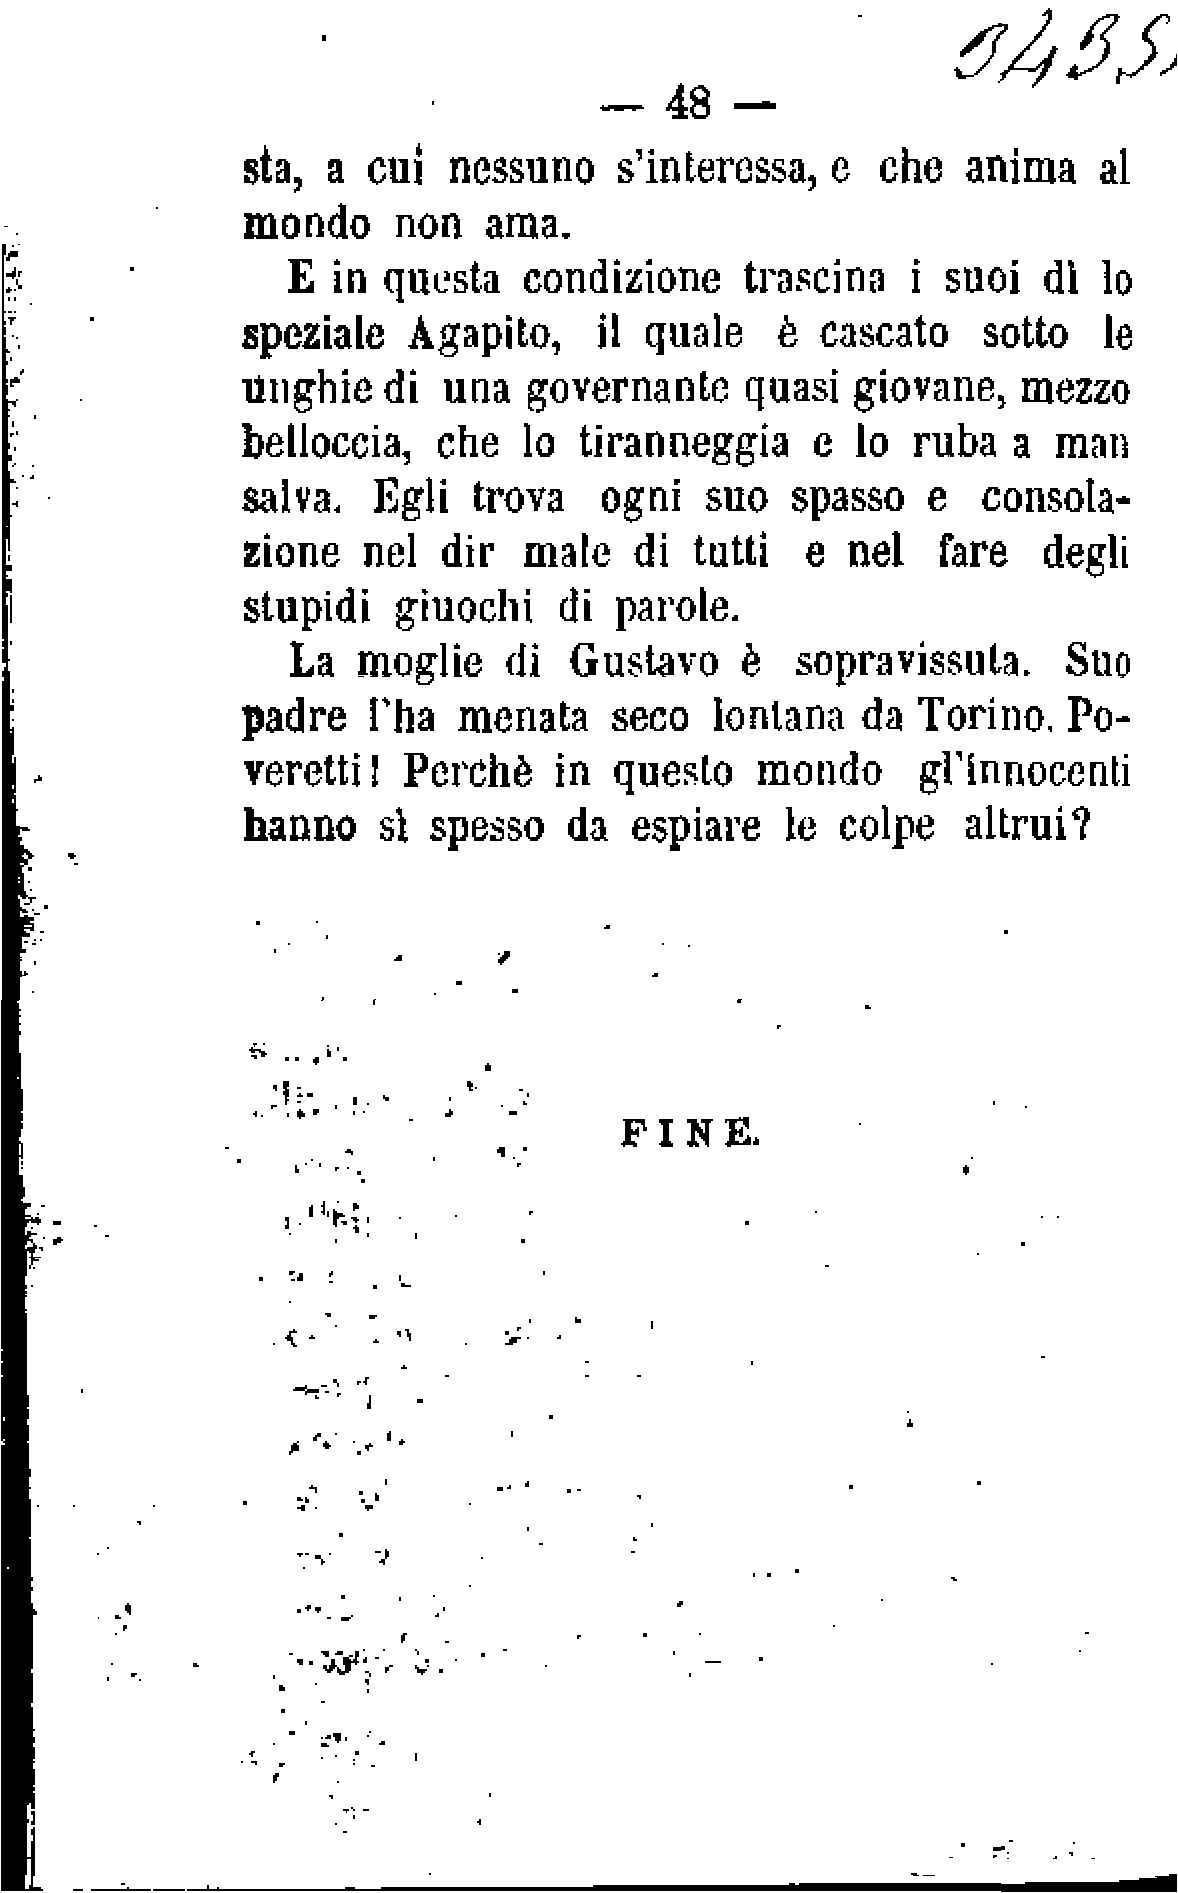 3435
— 48 —
sta, a cui nessuno s'interessa, e che anima al
mondo non ama.
E in questa condizione trascina i suoi dì lo
speziale Agapito, il quale è cascato sotto le
unghie di una governante quasi giovane, mezzo
belloccia, che lo tiranneggia e lo ruba a man
salva. Egli trova ogni suo spasso e consola-
zione nel dir male di tutti e nel fare degli
stupidi giuochi di parole.
La moglie di Gustavo è sopravissuta. Suo
padre l'ha menata seco lontana da Torino. Po-
veretti! Perchè in questo mondo gl'innocenti
hanno sì spesso da espiare le colpe altrui?
FINE.